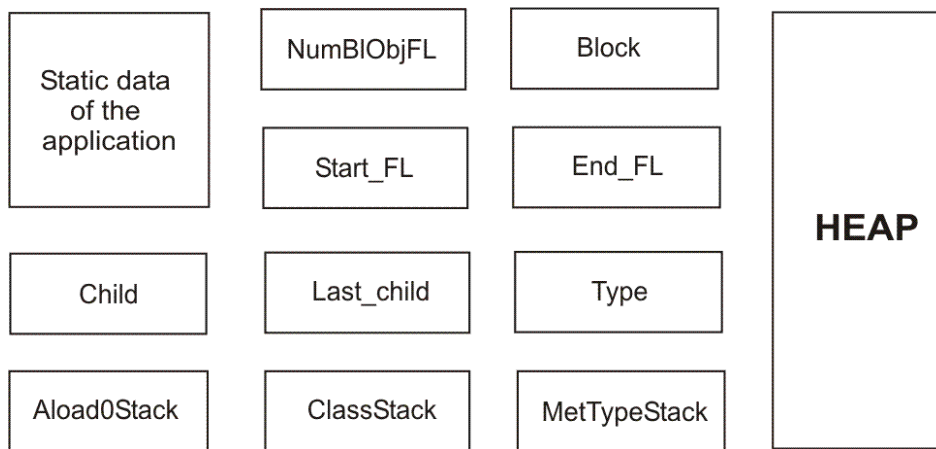 Static data
of the
application
NumBlObjFL
Block
Start_FL
End_FL
HEAP
Child
Last_child
Type
Aload0Stack
ClassStack
MetTypeStack